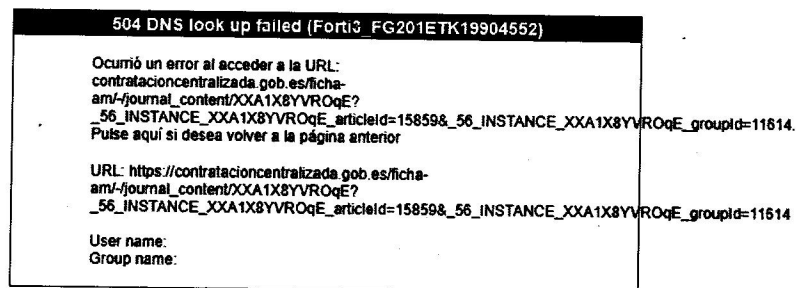 504 DNS look up failed (Forti3_FG201ETK19904552)
Ocurrió un error al acceder a la URL:
contratacioncentralizada.gob.es/ficha-
am/-/journal_content/XXA1X8YVROqE?
_56_INSTANCE_XXA1X8YVROqE_articleId=15859&_56_INSTANCE_XXA1X8YVROqE_groupId=11614.
Pulse aquí si desea volver a la página anterior
URL: https://contratacioncentralizada.gob.es/ficha-
am/-/journal_content/XXA1X8YVROqE?
_56_INSTANCE_XXA1X8YVROqE_articleId=15859&_56_INSTANCE_XXA1X8YVROqE_groupId=11614
User name:
Group name: